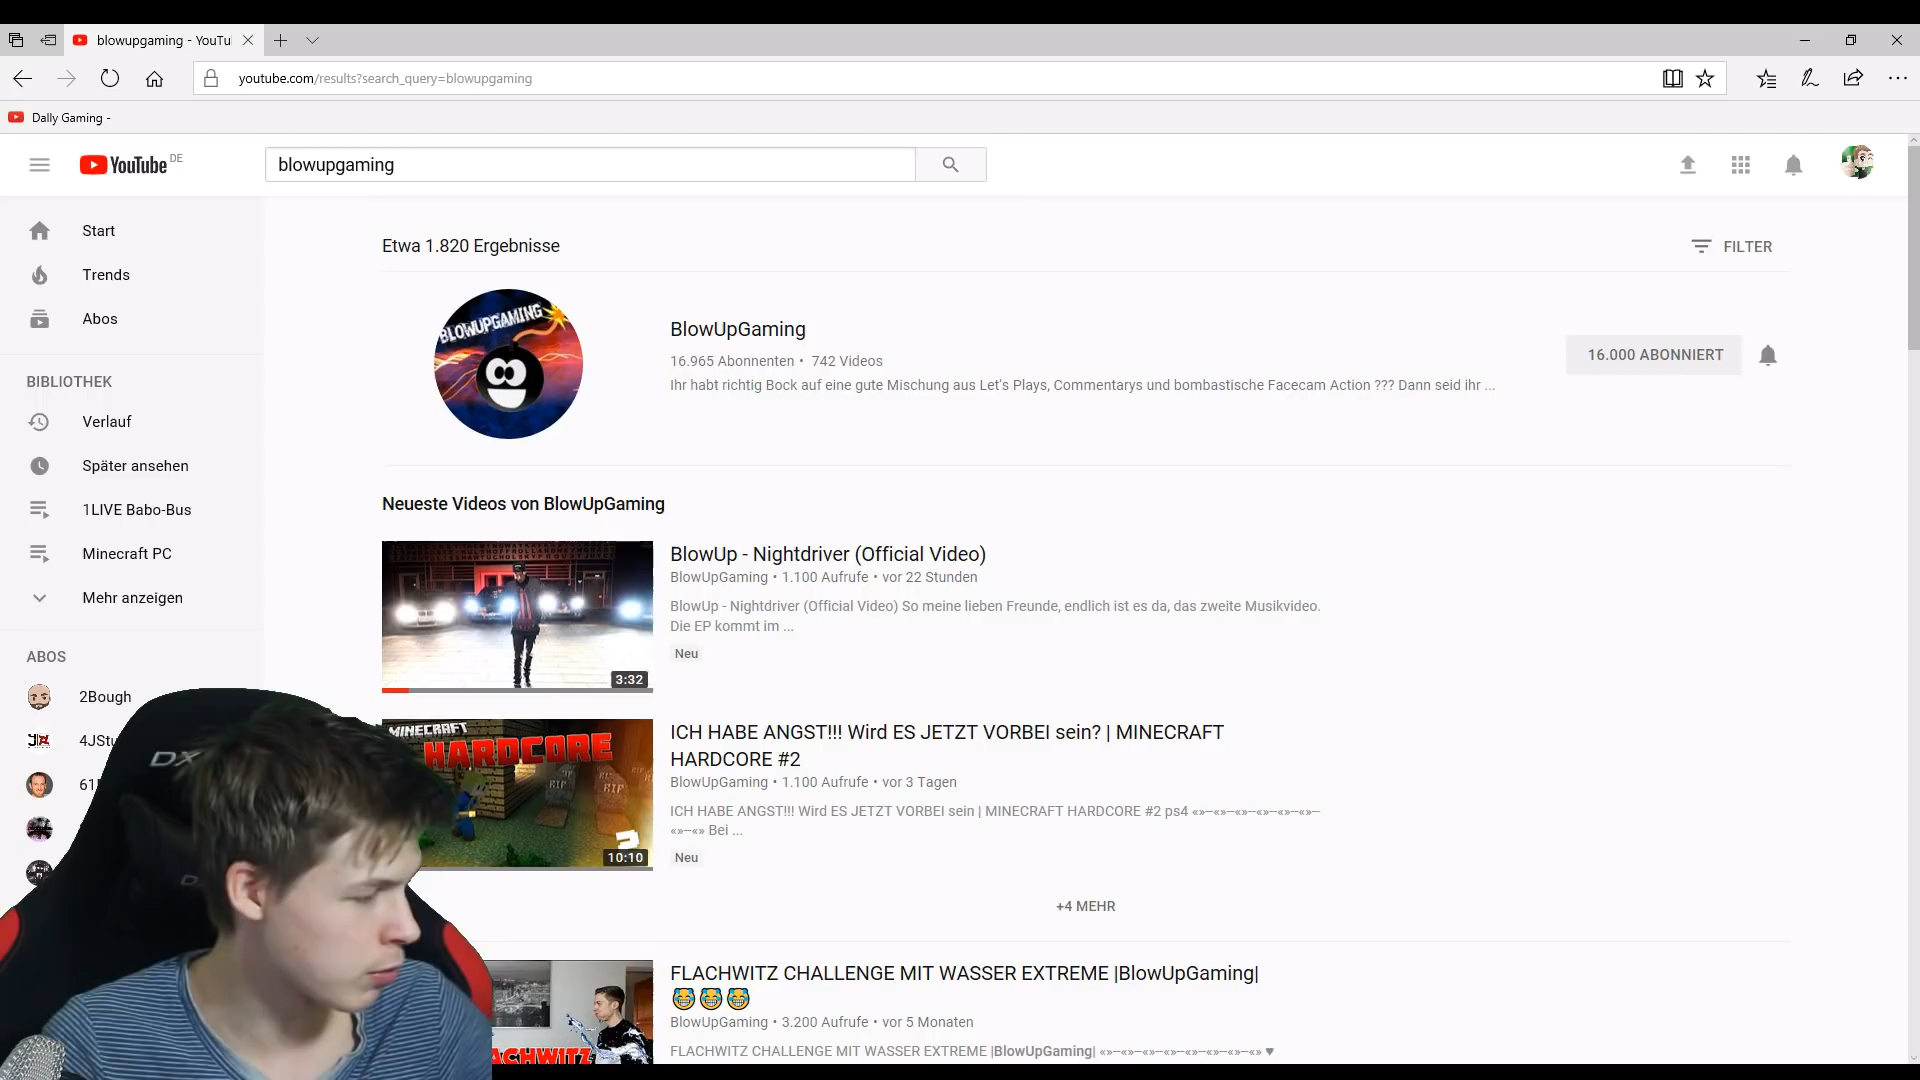 blowupgaming - YouTu
youtube.com/results?search_query=blowupgaming
Dally Gaming -
YouTube DE
blowupgaming
Start
Trends
Abos
BIBLIOTHEK
Verlauf
Später ansehen
1LIVE Babo-Bus
Minecraft PC
Mehr anzeigen
ABOS
2Bough
4JStu
61
Etwa 1.820 Ergebnisse
FILTER
BLOWUPGAMING
BlowUpGaming
16.965 Abonnenten • 742 Videos
Ihr habt richtig Bock auf eine gute Mischung aus Let's Plays, Commentarys und bombastische Facecam Action ??? Dann seid ihr ...
16.000 ABONNIERT
Neueste Videos von BlowUpGaming
3:32
BlowUp - Nightdriver (Official Video)
BlowUpGaming • 1.100 Aufrufe • vor 22 Stunden
BlowUp - Nightdriver (Official Video) So meine lieben Freunde, endlich ist es da, das zweite Musikvideo.
Die EP kommt im ...
Neu
MINECRAFT
HARDCORE
RIP
RIP
10:10
ICH HABE ANGST!!! Wird ES JETZT VORBEI sein? | MINECRAFT
HARDCORE #2
BlowUpGaming • 1.100 Aufrufe • vor 3 Tagen
ICH HABE ANGST!!! Wird ES JETZT VORBEI sein | MINECRAFT HARDCORE #2 ps4 «»–«»–«»–«»–«»–«»–
«»–«» Bei ...
Neu
+4 MEHR
FLACHWITZ CHALLENGE MIT WASSER EXTREME |BlowUpGaming|
😹😹😹
BlowUpGaming • 3.200 Aufrufe • vor 5 Monaten
FLACHWITZ CHALLENGE MIT WASSER EXTREME |BlowUpGaming| «»–«»–«»–«»–«»–«»–«»–«» ♥
ACHWITZ
DX